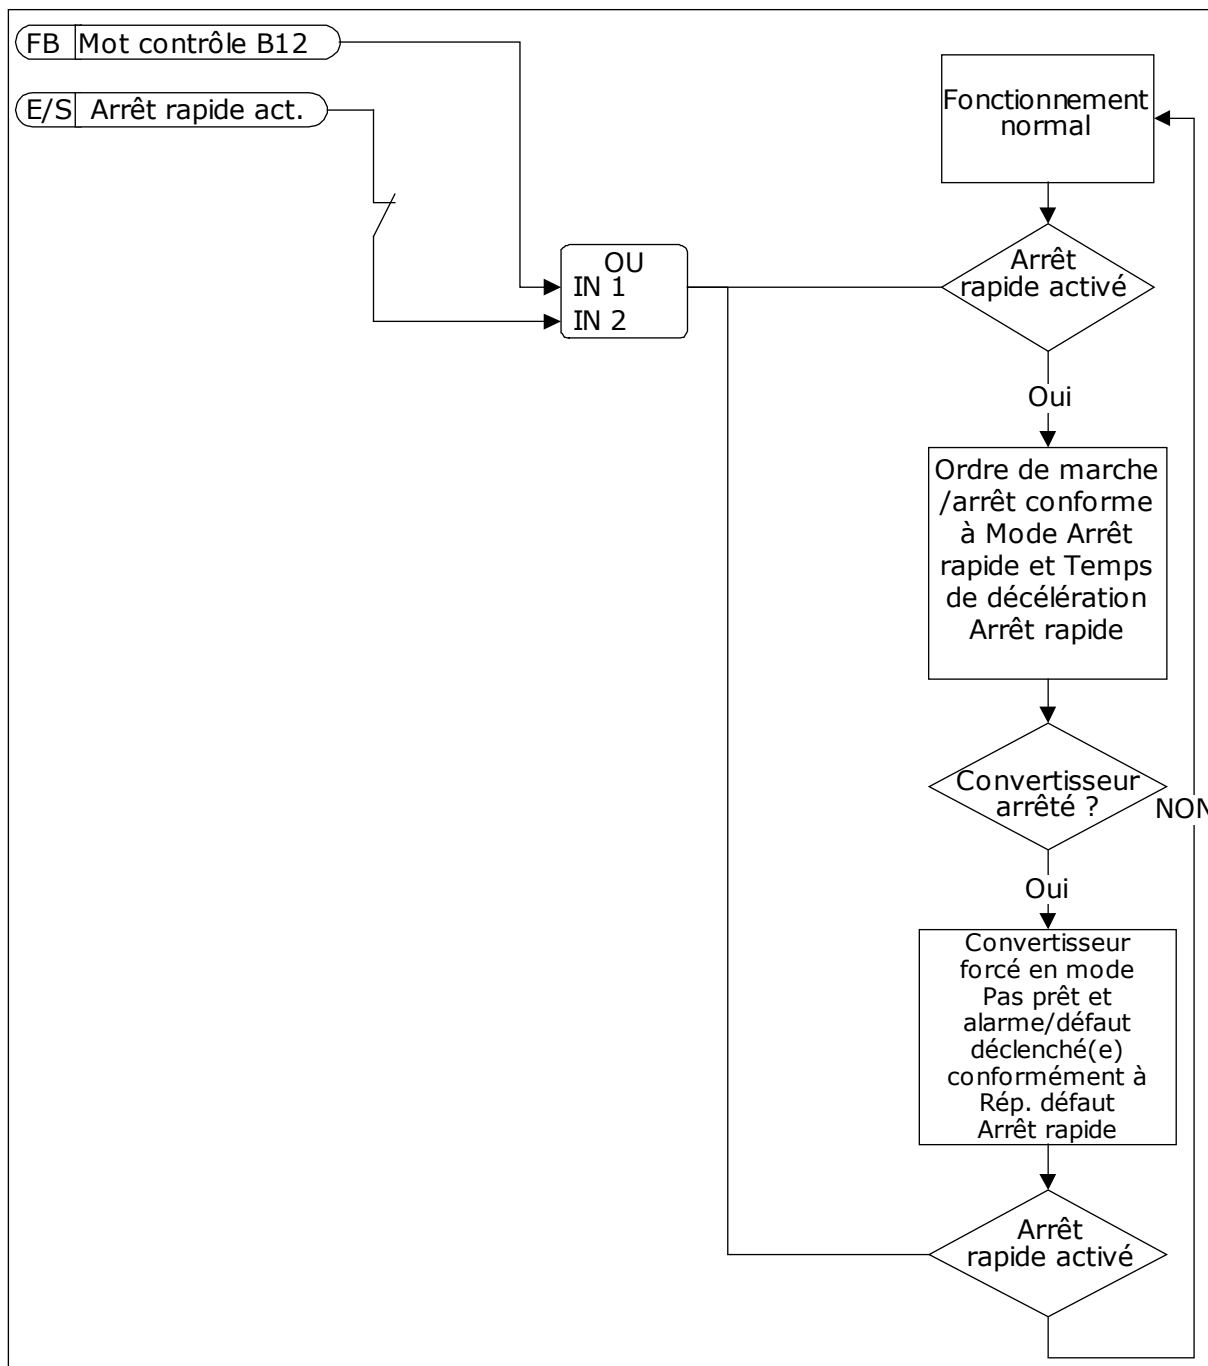 FB Mot contrôle B12
E/S Arrêt rapide act.
OU
IN 1
IN 2
Fonctionnement
normal
Arrêt
rapide activé
Oui
Ordre de marche
/arrêt conforme
à Mode Arrêt
rapide et Temps
de décélération
Arrêt rapide
Convertisseur
arrêté ?
NON
Oui
Convertisseur
forcé en mode
Pas prêt et
alarme/défaut
déclenché(e)
conformément à
Rép. défaut
Arrêt rapide
Arrêt
rapide activé